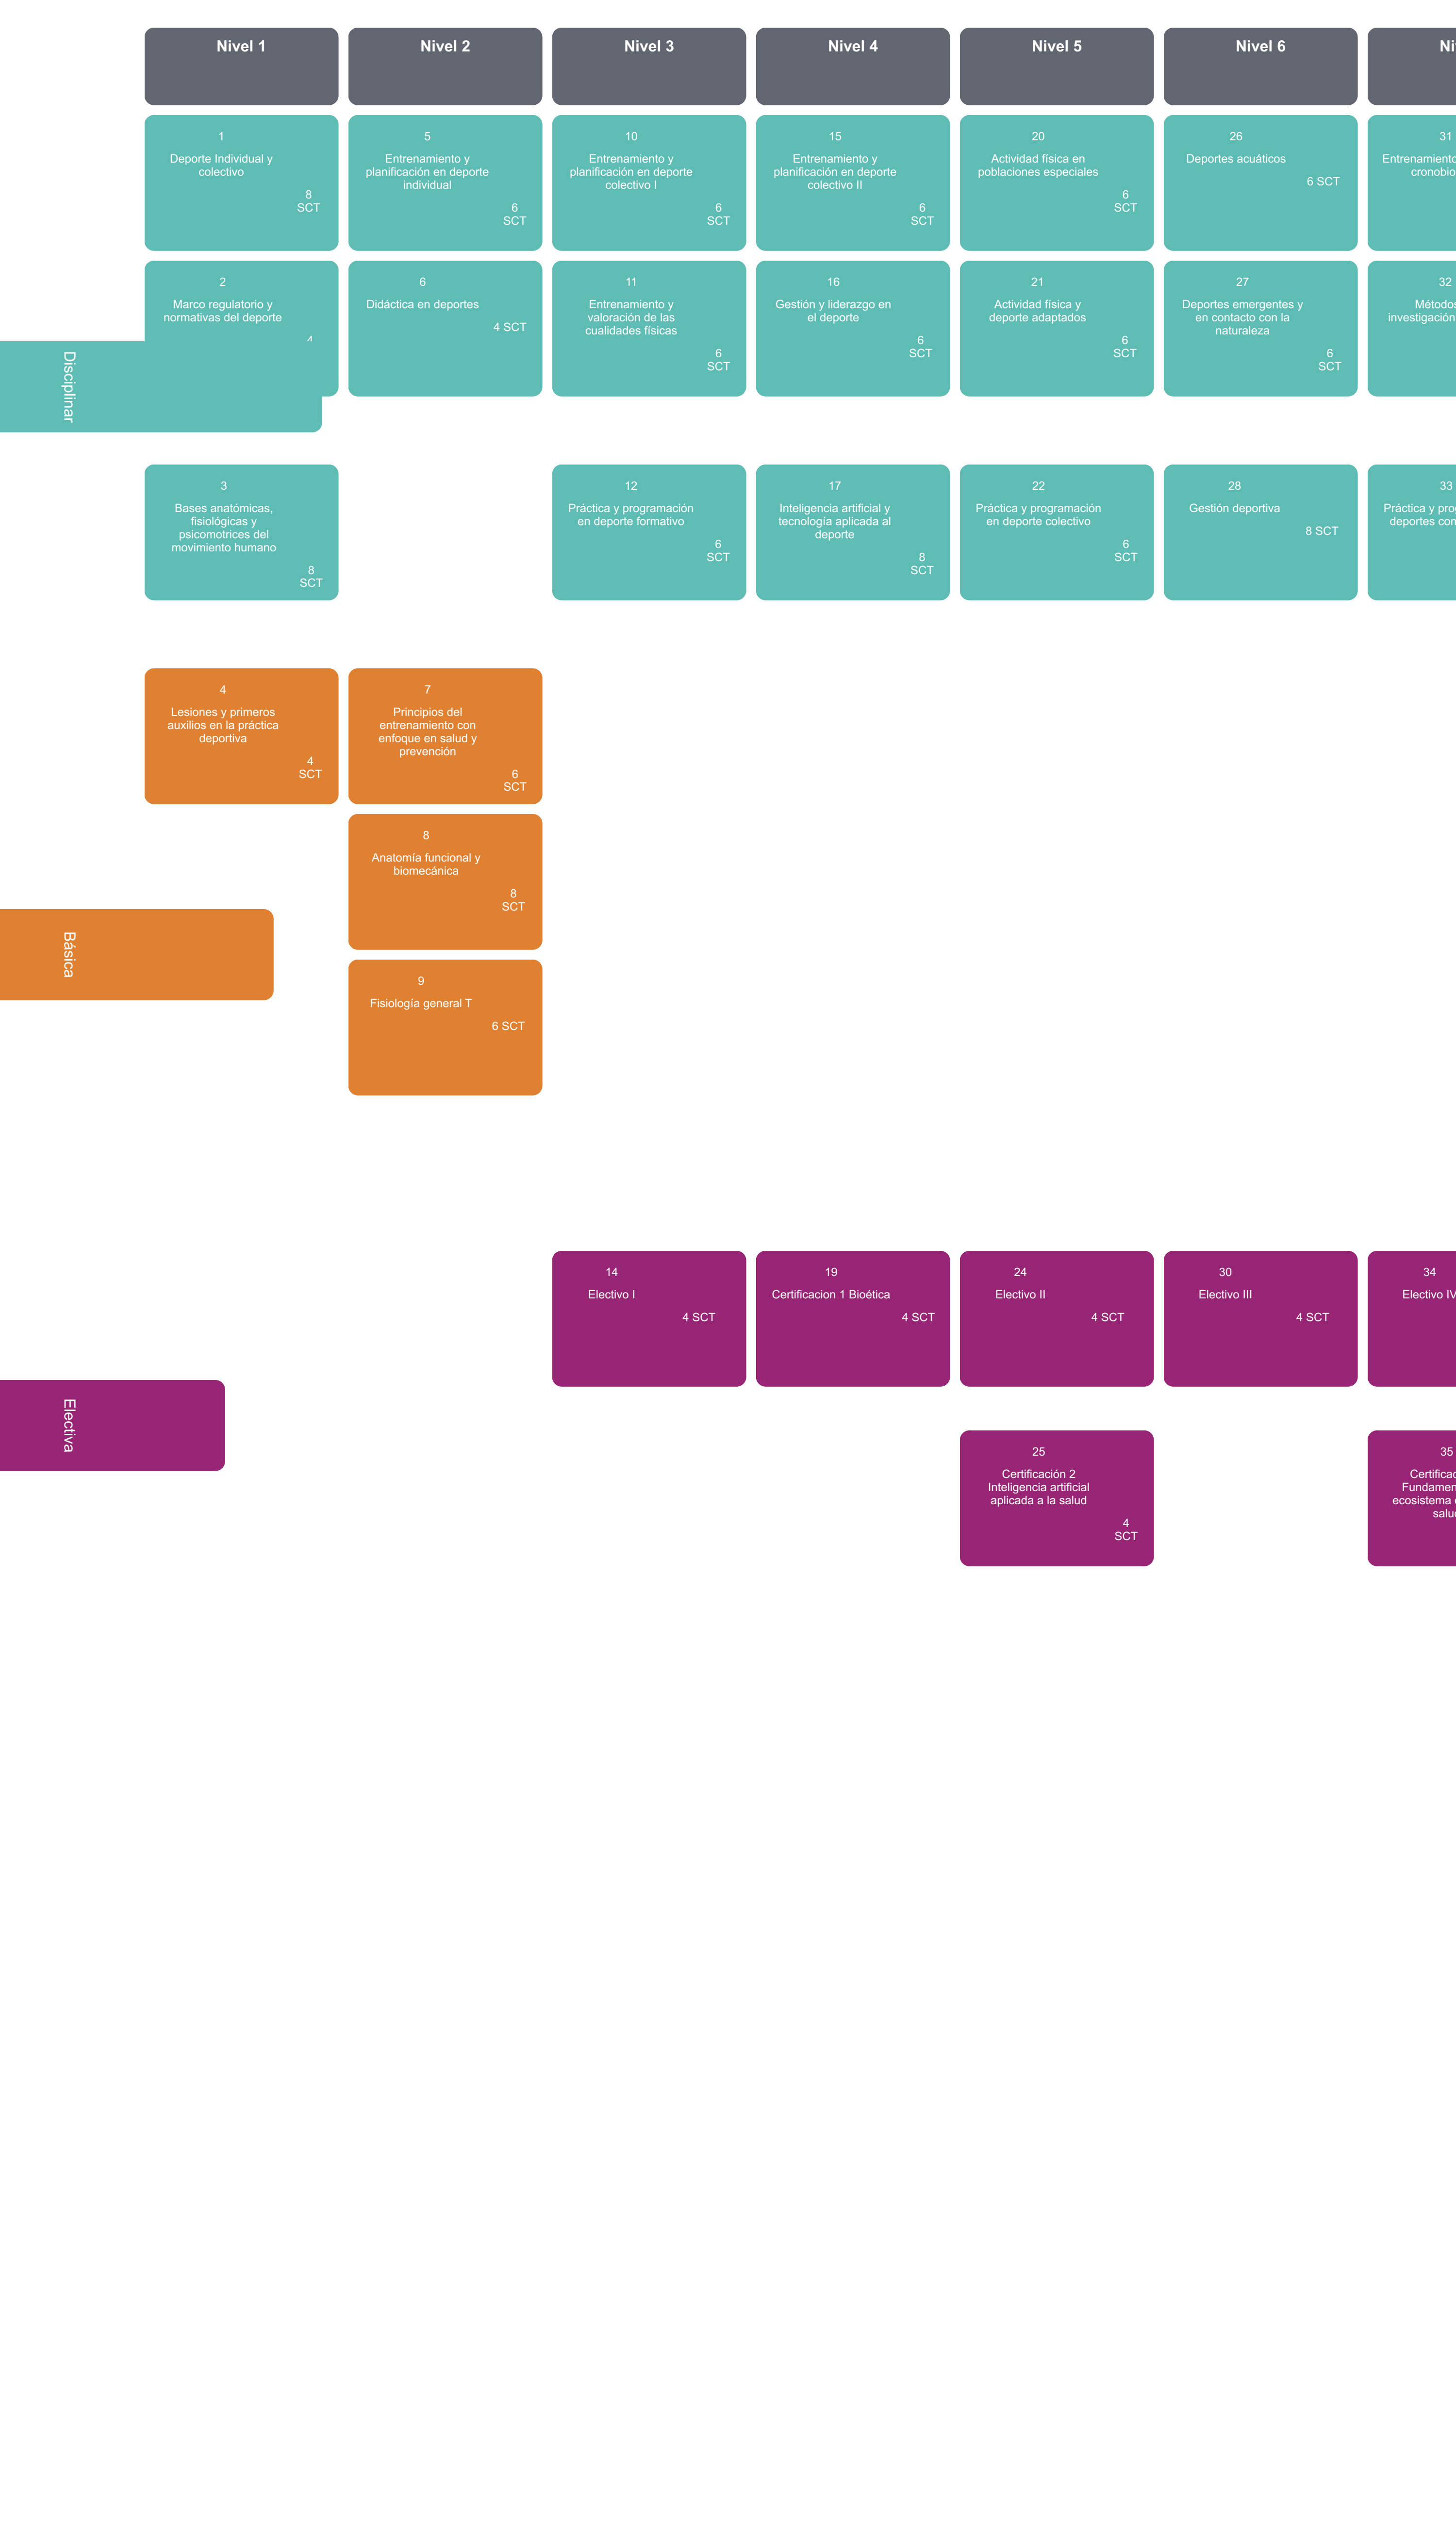 Nivel 1
Nivel 2
Nivel 3
Nivel 4
Nivel 5
Nivel 6
1
Deporte Individual y
colectivo
8
SCT
5
Entrenamiento y
planificación en deporte
individual
6
SCT
10
Entrenamiento y
planificación en deporte
colectivo I
6
SCT
15
Entrenamiento y
planificación en deporte
colectivo II
6
SCT
20
Actividad física en
poblaciones especiales
6
SCT
26
Deportes acuáticos
6 SCT
31
2
Marco regulatorio y
normativas del deporte
6
Didáctica en deportes
4 SCT
11
Entrenamiento y
valoración de las
cualidades físicas
6
SCT
16
Gestión y liderazgo en
el deporte
6
SCT
21
Actividad física y
deporte adaptados
6
SCT
27
Deportes emergentes y
en contacto con la
naturaleza
6
SCT
32
investigación
Disciplinar
3
Bases anatómicas,
fisiológicas y
psicomotrices del
movimiento humano
8
SCT
12
Práctica y programación
en deporte formativo
6
SCT
17
Inteligencia artificial y
tecnología aplicada al
deporte
8
SCT
22
Práctica y programación
en deporte colectivo
6
SCT
28
Gestión deportiva
8 SCT
33
Práctica y
deportes
4
Lesiones y primeros
auxilios en la práctica
deportiva
4
SCT
7
Principios del
entrenamiento con
enfoque en salud y
prevención
6
SCT
8
Anatomía funcional y
biomecánica
8
SCT
Básica
9
Fisiología general T
6 SCT
14
Electivo I
4 SCT
19
Certificacion 1 Bioética
4 SCT
24
Electivo II
4 SCT
30
Electivo III
4 SCT
34
Electivo IV
Electiva
25
Certificación 2
Inteligencia artificial
aplicada a la salud
4
SCT
35
ecosistema